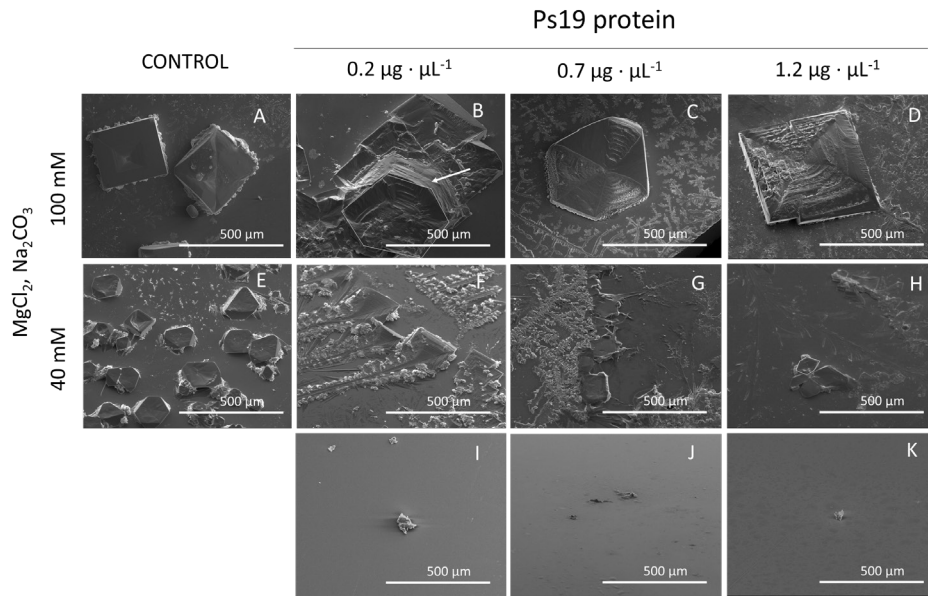 Ps19 protein
CONTROL
0.2 µg · µL⁻¹
0.7 µg · µL⁻¹
1.2 µg · µL⁻¹
MgCl₂, Na₂CO₃
100 mM
A
500 µm
B
500 µm
C
500 µm
D
500 µm
40 mM
E
500 µm
F
500 µm
G
500 µm
H
500 µm
I
500 µm
J
500 µm
K
500 µm